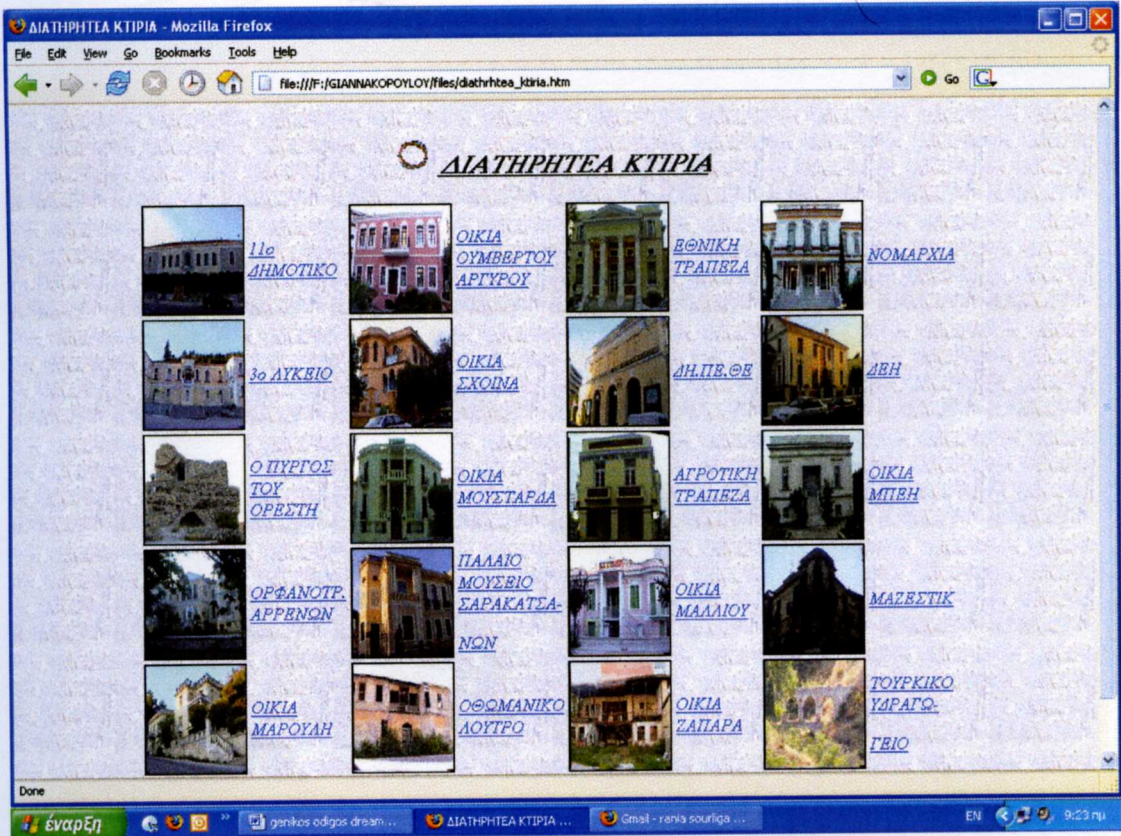 ΔΙΑΤΗΡΗΤΕΑ ΚΤΙΡΙΑ - Mozilla Firefox
File Edit View Go Bookmarks Tools Help
file:///F:/GIANNAKOPOYLOY/files/diathrhtea_ktiria.htm
Go
G
ΔΙΑΤΗΡΗΤΕΑ ΚΤΙΡΙΑ
11ο
ΔΗΜΟΤΙΚΟ
ΟΙΚΙΑ
ΟΥΜΒΕΡΤΟΥ
ΑΡΓΥΡΟΥ
ΕΘΝΙΚΗ
ΤΡΑΠΕΖΑ
ΝΟΜΑΡΧΙΑ
3ο ΛΥΚΕΙΟ
ΟΙΚΙΑ
ΣΧΟΙΝΑ
ΔΗ.ΠΕ.ΘΕ
ΔΕΗ
Ο ΠΥΡΓΟΣ
ΤΟΥ
ΟΡΕΣΤΗ
ΟΙΚΙΑ
ΜΟΥΣΤΑΡΔΑ
ΑΓΡΟΤΙΚΗ
ΤΡΑΠΕΖΑ
ΟΙΚΙΑ
ΜΠΕΗ
ΟΡΦΑΝΟΤΡ.
ΑΡΡΕΝΩΝ
ΠΑΛΑΙΟ
ΜΟΥΣΕΙΟ
ΣΑΡΑΚΑΤΣΑ-
ΝΩΝ
ΟΙΚΙΑ
ΜΑΛΛΙΟΥ
ΜΑΖΕΣΤΙΚ
ΟΙΚΙΑ
ΜΑΡΟΥΛΗ
ΟΘΩΜΑΝΙΚΟ
ΛΟΥΤΡΟ
ΟΙΚΙΑ
ΖΑΠΑΡΑ
ΤΟΥΡΚΙΚΟ
ΥΔΡΑΓΩ-
ΓΕΙΟ
Done
έναρξη
genikos odigos dream...
ΔΙΑΤΗΡΗΤΕΑ ΚΤΙΡΙΑ ...
Gmail - rania sourliga ...
EN
9:23 πμ